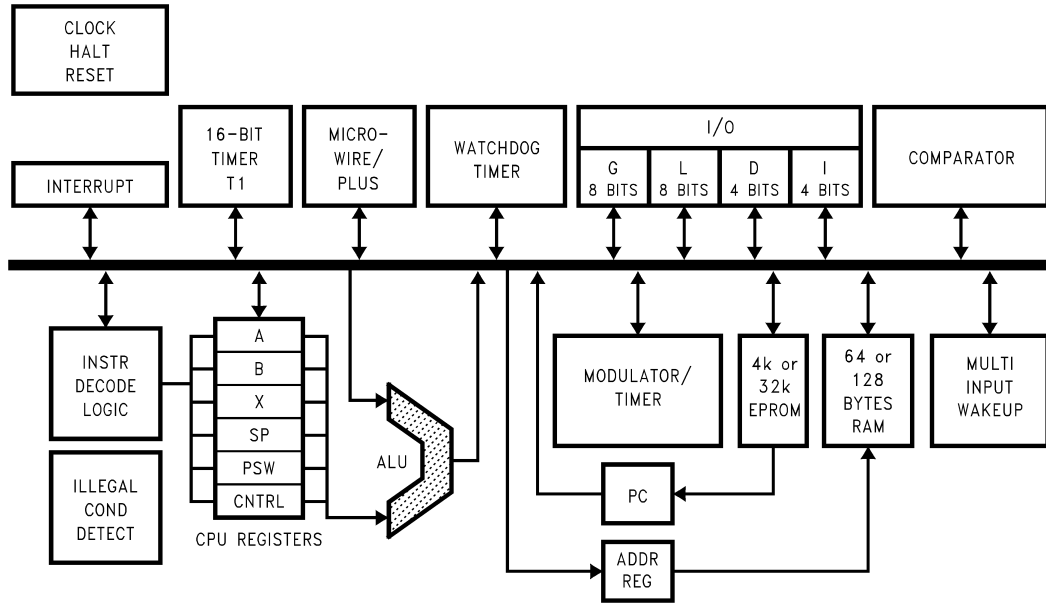 CLOCK
HALT
RESET
INTERRUPT
16-BIT
TIMER
T1
MICRO-
WIRE/
PLUS
WATCHDOG
TIMER
I/O
G
8 BITS
L
8 BITS
D
4 BITS
I
4 BITS
COMPARATOR
INSTR
DECODE
LOGIC
A
B
X
SP
PSW
CNTRL
CPU REGISTERS
ILLEGAL
COND
DETECT
ALU
MODULATOR/
TIMER
4k or
32k
EPROM
64 or
128
BYTES
RAM
MULTI
INPUT
WAKEUP
PC
ADDR
REG